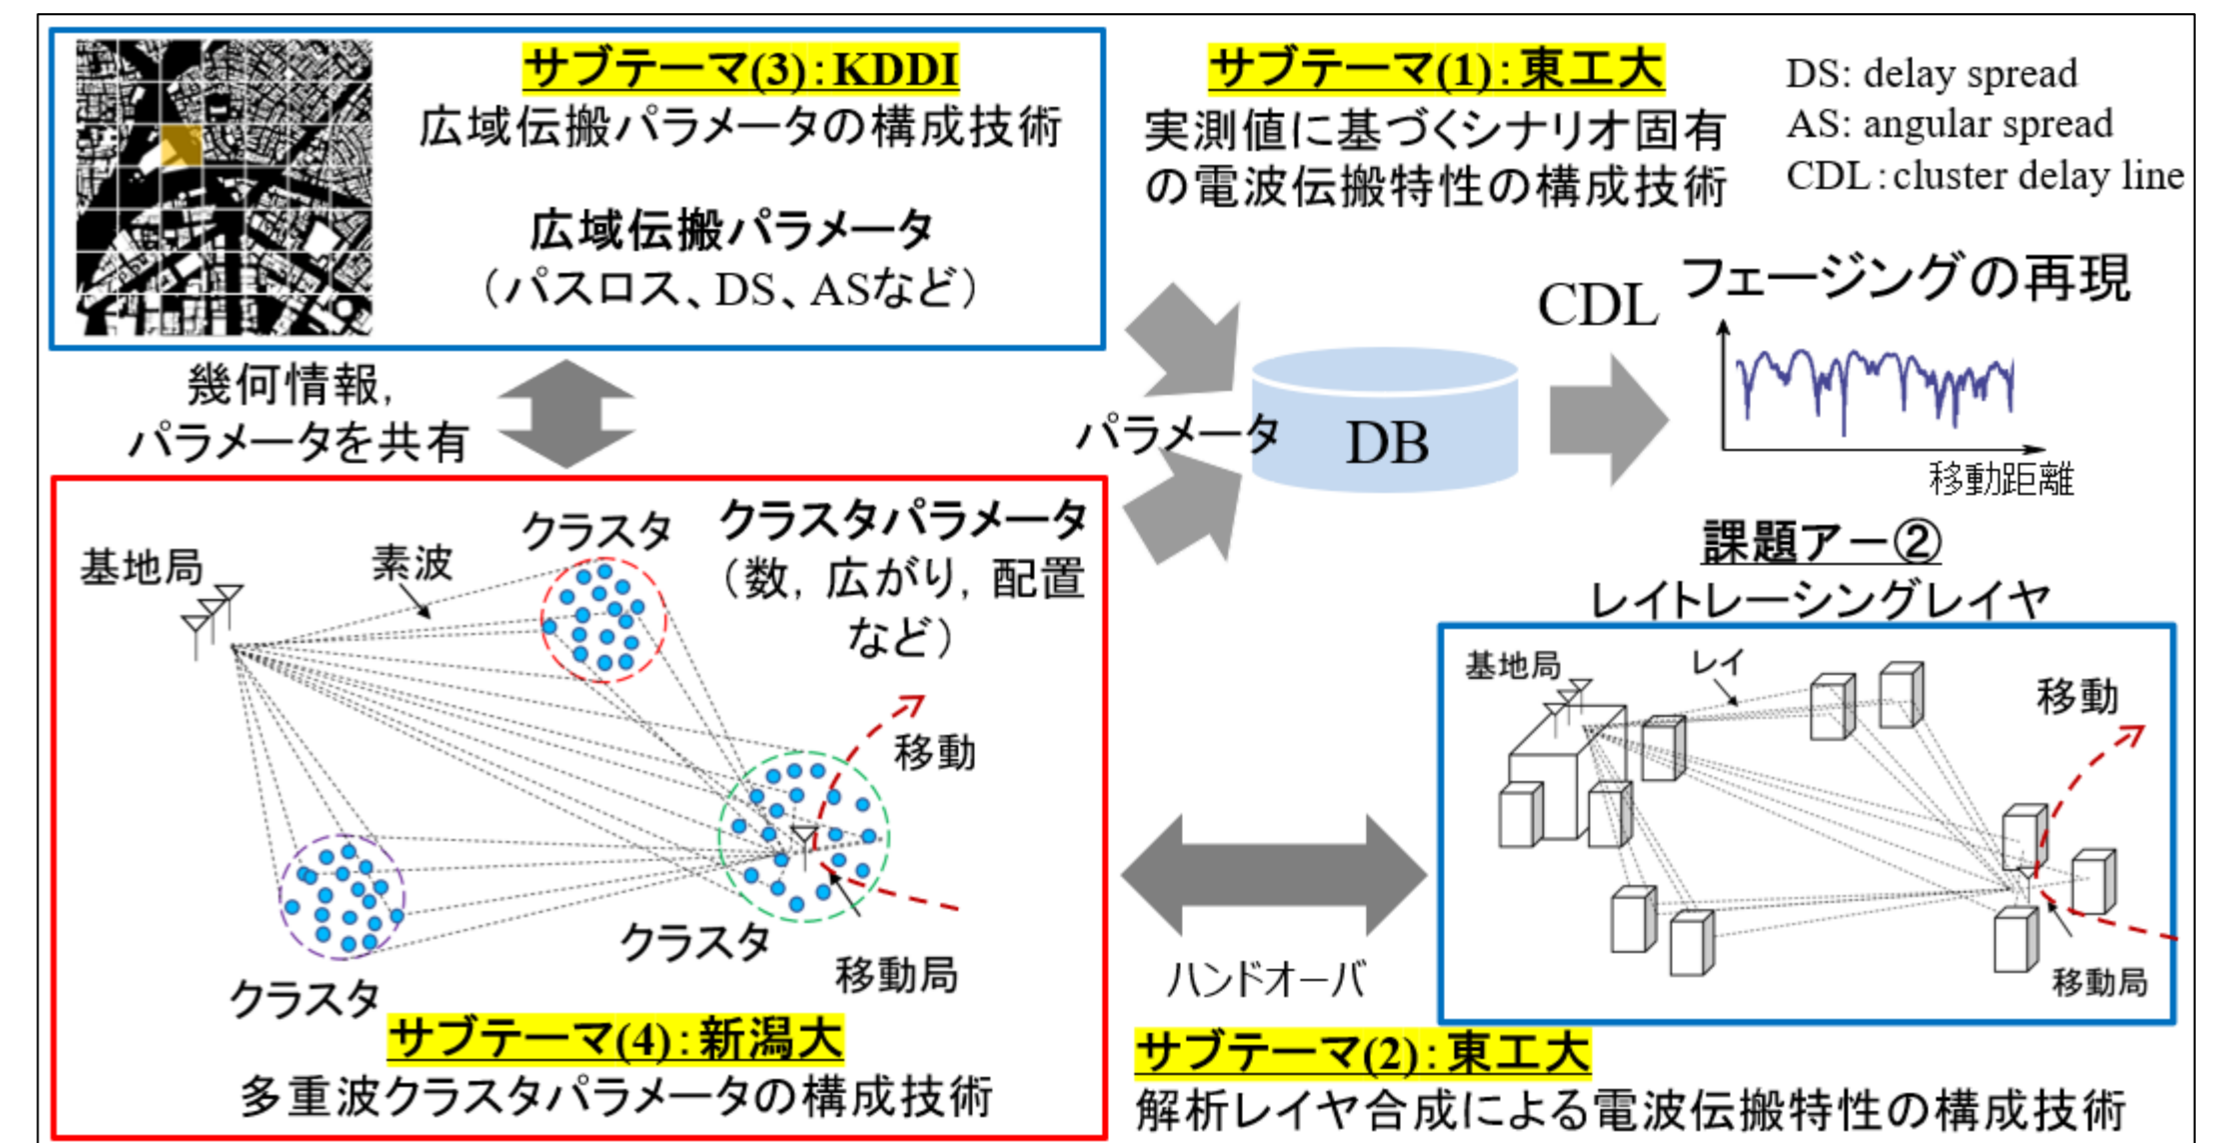 サブテーマ(3):KDDI
広域伝搬パラメータの構成技術
広域伝搬パラメータ
（パスロス、DS、ASなど）
サブテーマ(1):東工大
実測値に基づくシナリオ固有
の電波伝搬特性の構成技術
DS: delay spread
AS: angular spread
CDL:cluster delay line
幾何情報,
パラメータを共有
パラメータ
DB
CDL
フェージングの再現
移動距離
クラスタパラメータ
（数, 広がり, 配置
など）
基地局
素波
クラスタ
移動
クラスタ
移動局
クラスタ
サブテーマ(4):新潟大
多重波クラスタパラメータの構成技術
ハンドオーバ
課題アー②
レイトレーシングレイヤ
基地局
レイ
移動
移動局
サブテーマ(2):東工大
解析レイヤ合成による電波伝搬特性の構成技術